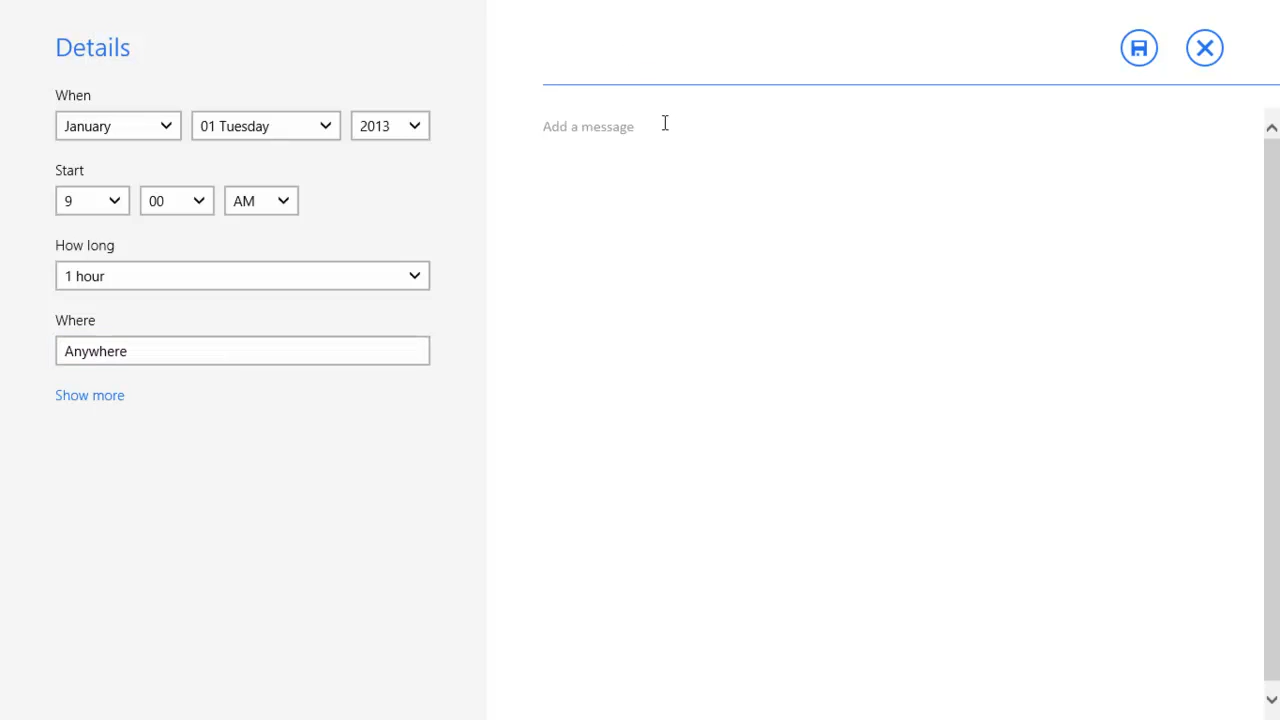 Details
When
January 01 Tuesday 2013
Start
9 00 AM
How long
1 hour
Where
Anywhere
Show more
Add a message